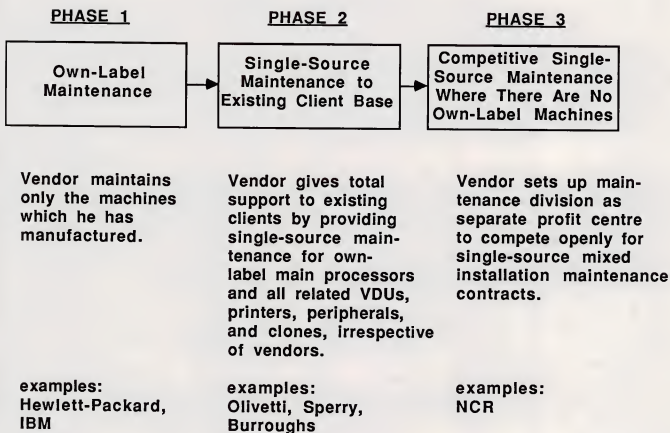 PHASE 1
PHASE 2
PHASE 3
Own-Label
Maintenance
Single-Source
Maintenance to
Existing Client Base
Competitive Single-
Source Maintenance
Where There Are No
Own-Label Machines
Vendor maintains
only the machines
which he has
manufactured.
Vendor gives total
support to existing
clients by providing
single-source main-
tenance for own-
label main processors
and all related VDUs,
printers, peripherals,
and clones, irrespective
of vendors.
Vendor sets up main-
tenance division as
separate profit centre
to compete openly for
single-source mixed
installation maintenance
contracts.
examples:
Hewlett-Packard,
IBM
examples:
Olivetti, Sperry,
Burroughs
examples:
NCR